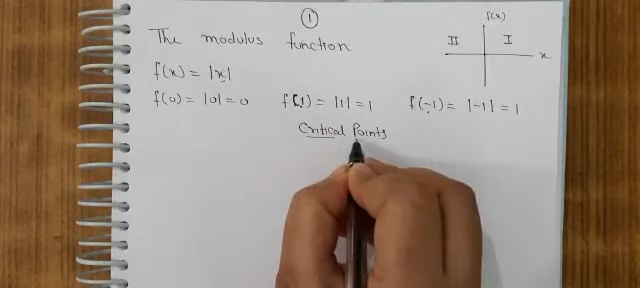 ①
The modulus function
f(x) = |x|
f(0) = |0| = 0 f(1) = |1| = 1 f(-1) = |-1| = 1
Critical Points
f(x)
II I
x